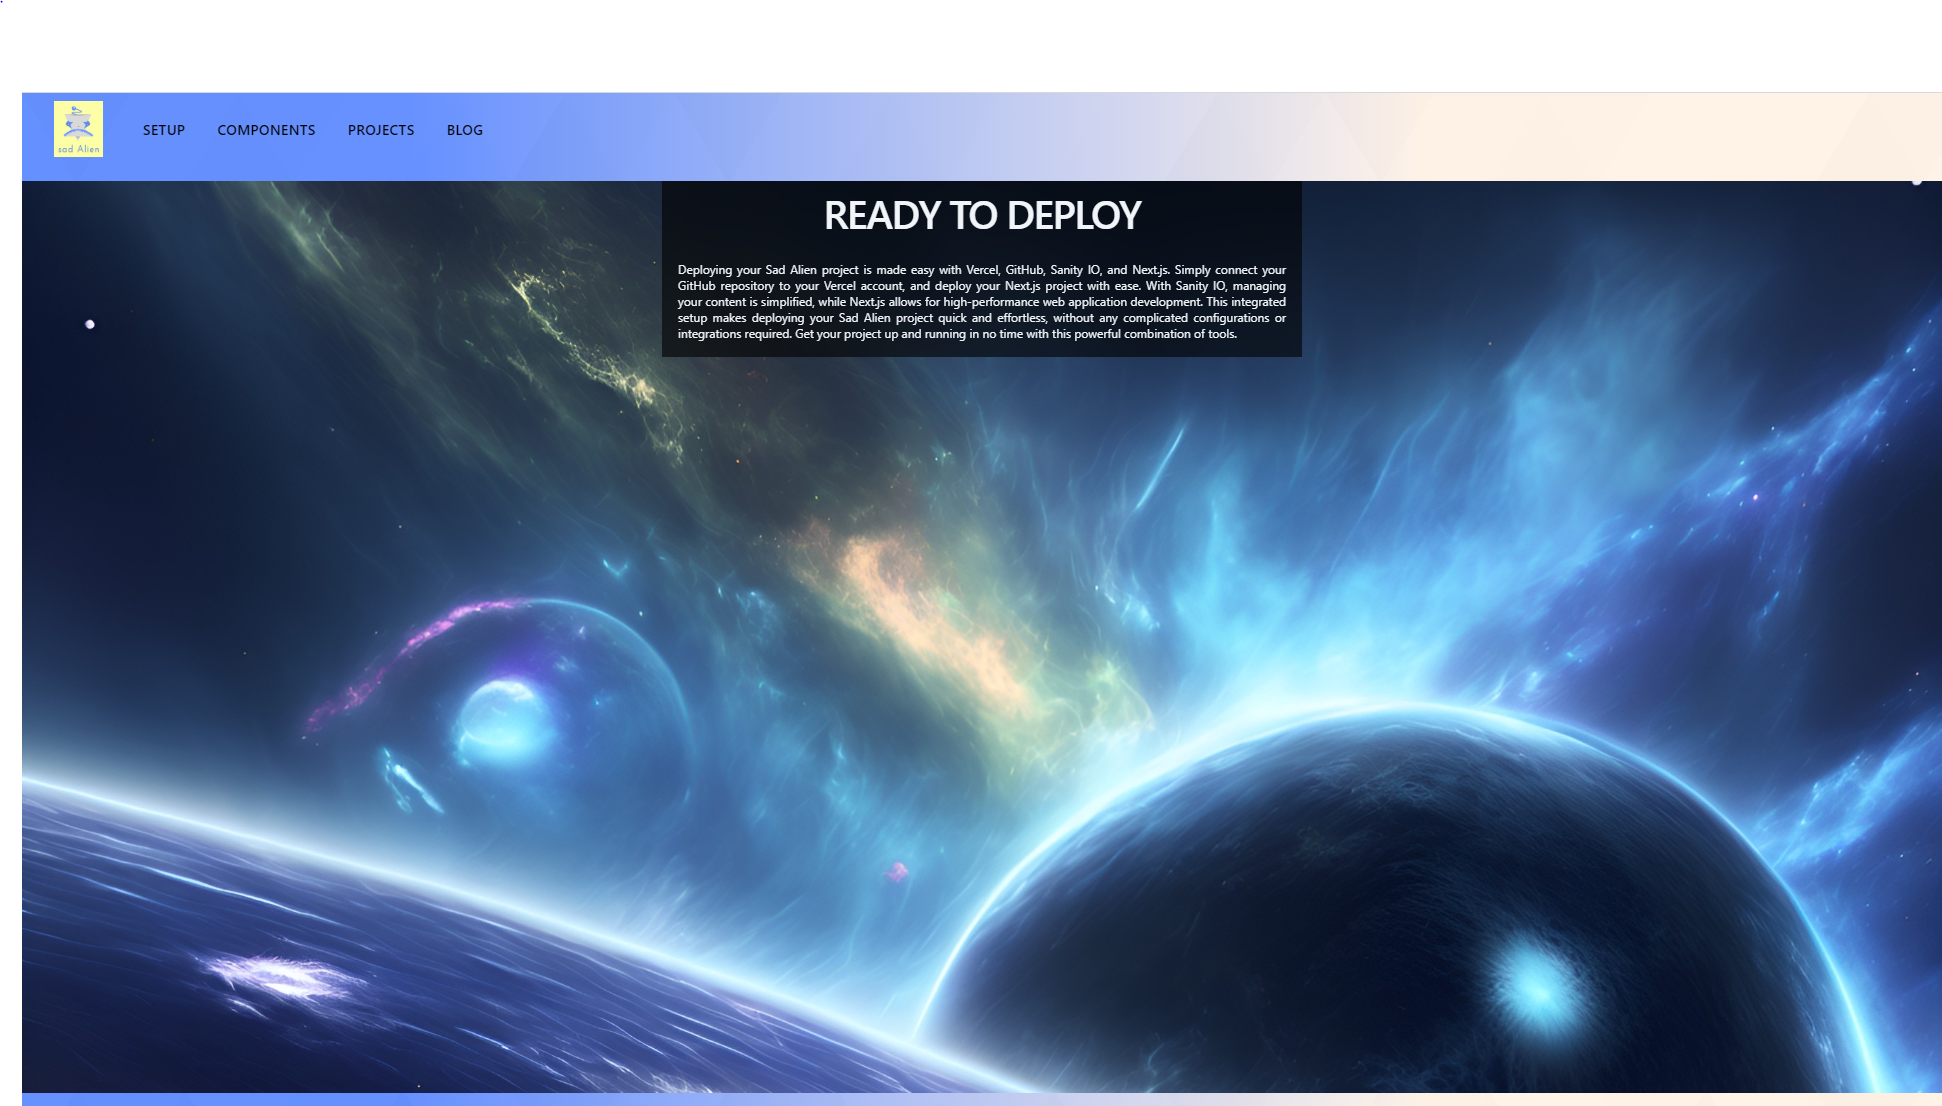 sad Alien
SETUP COMPONENTS PROJECTS BLOG
READY TO DEPLOY
Deploying your Sad Alien project is made easy with Vercel, GitHub, Sanity IO, and Next.js. Simply connect your
GitHub repository to your Vercel account, and deploy your Next.js project with ease. With Sanity IO, managing
your content is simplified, while Next.js allows for high-performance web application development. This integrated
setup makes deploying your Sad Alien project quick and effortless, without any complicated configurations or
integrations required. Get your project up and running in no time with this powerful combination of tools.